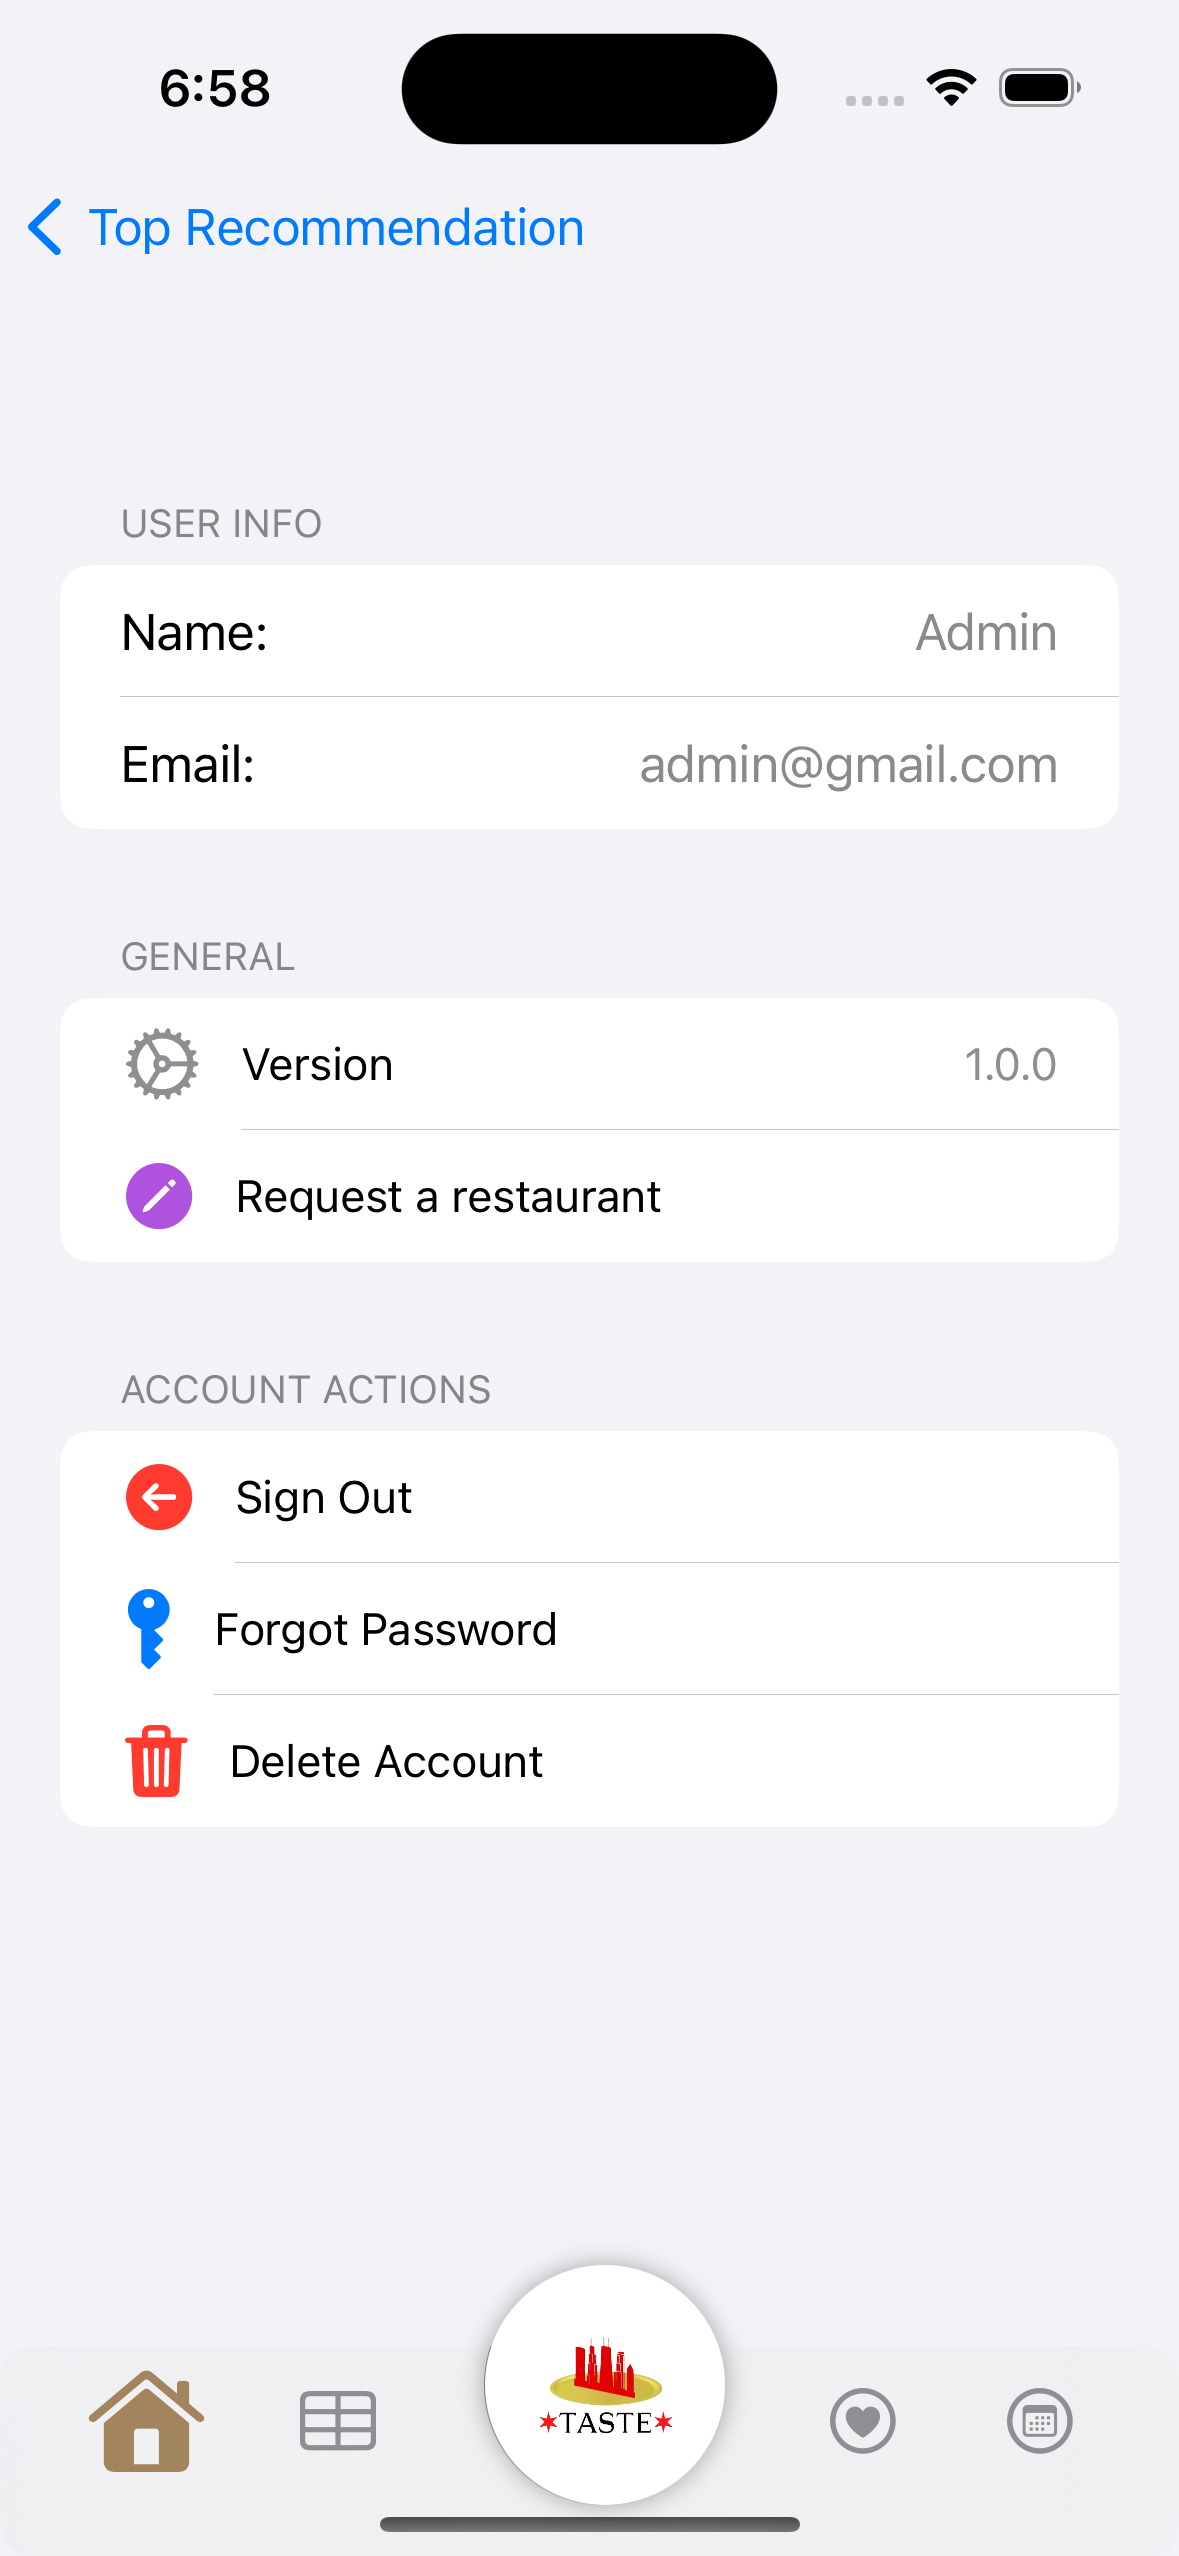 6:58
Top Recommendation
USER INFO
Name: Admin
Email: admin@gmail.com
GENERAL
Version 1.0.0
Request a restaurant
ACCOUNT ACTIONS
Sign Out
Forgot Password
Delete Account
TASTE